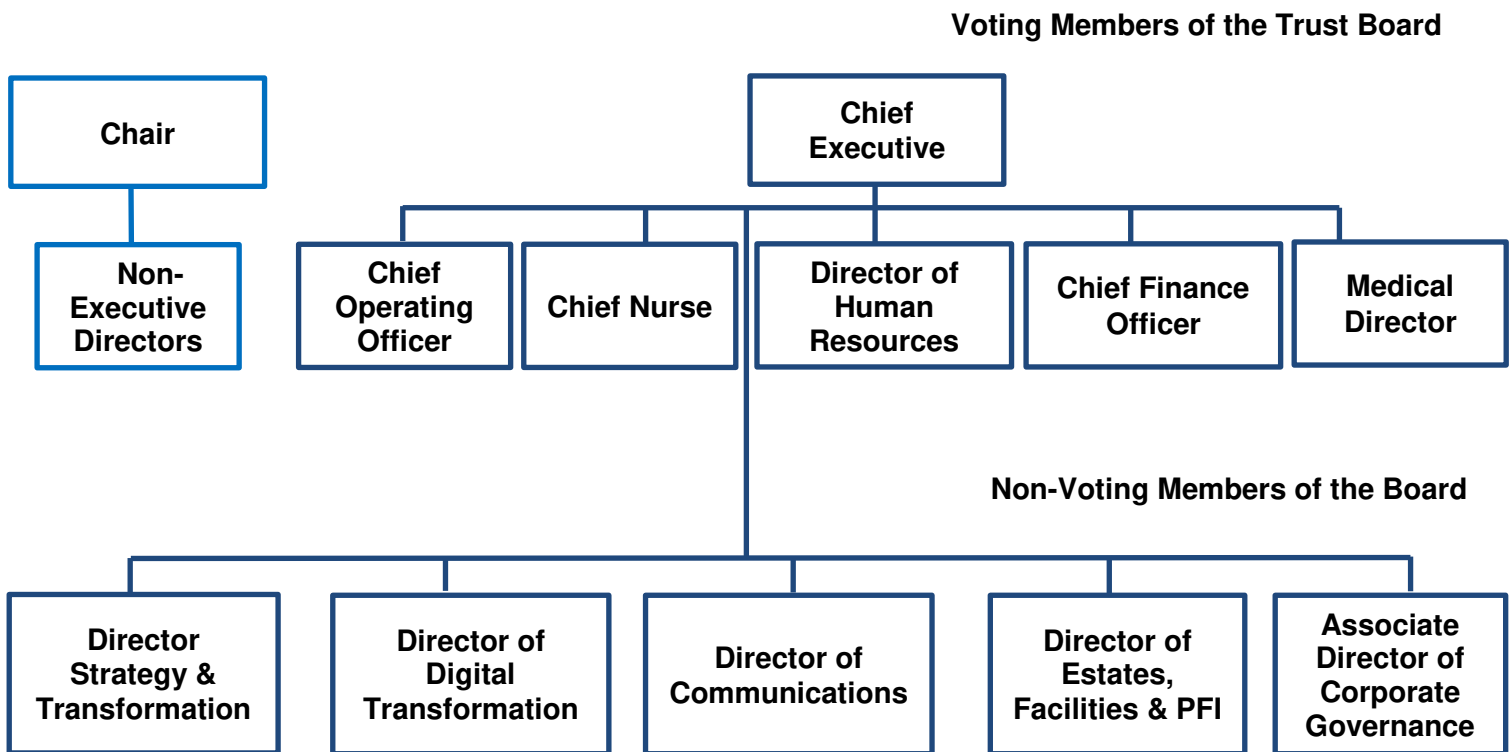 Voting Members of the Trust Board
Chair
Chief
Executive
Non-
Executive
Directors
Chief
Operating
Officer
Chief Nurse
Director of
Human
Resources
Chief Finance
Officer
Medical
Director
Non-Voting Members of the Board
Director
Strategy &
Transformation
Director of
Digital
Transformation
Director of
Communications
Director of
Estates,
Facilities & PFI
Associate
Director of
Corporate
Governance